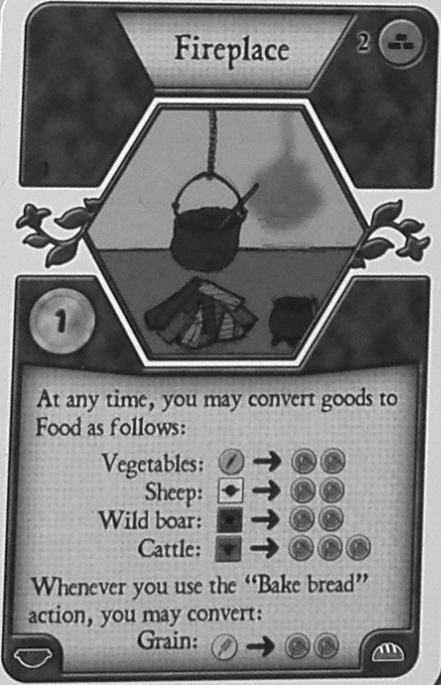 Fireplace
2
1
At any time, you may convert goods to
Food as follows:
Vegetables:
Sheep:
Wild boar:
Cattle:
Whenever you use the “Bake bread”
action, you may convert:
Grain: